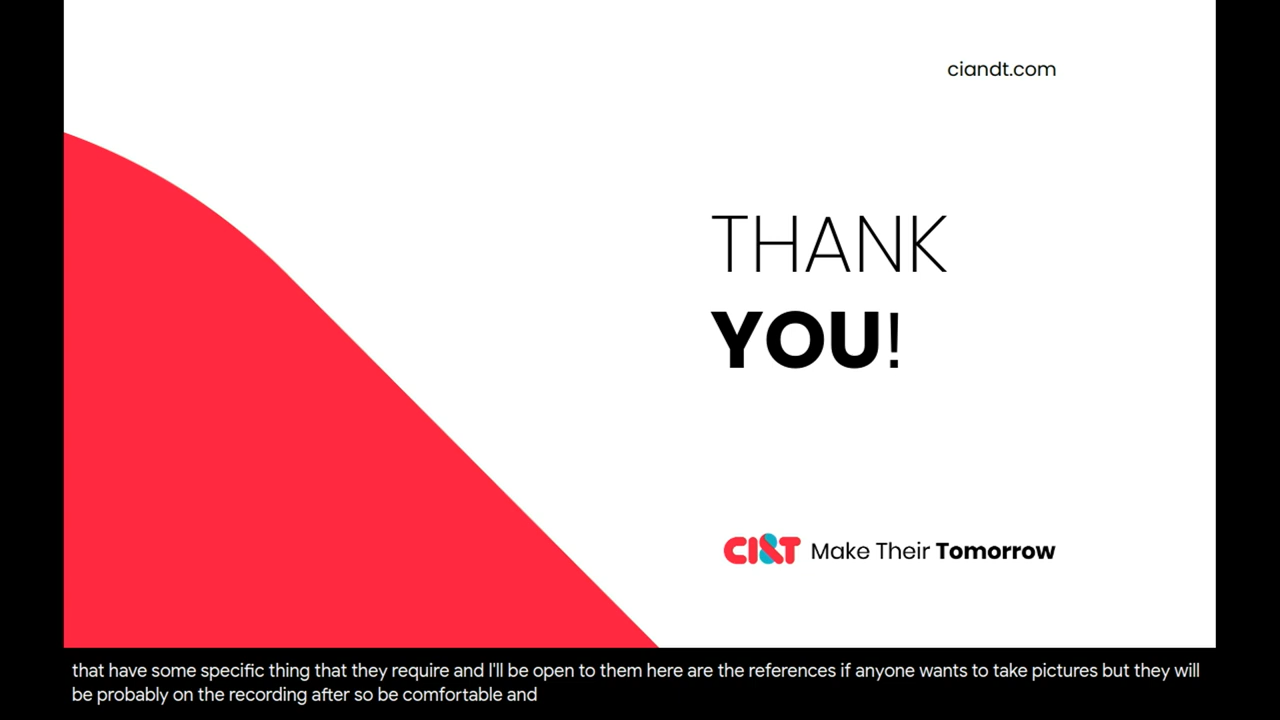 ciandt.com
THANK
YOU!
CI&T Make Their Tomorrow
that have some specific thing that they require and I'll be open to them here are the references if anyone wants to take pictures but they will
be probably on the recording after so be comfortable and